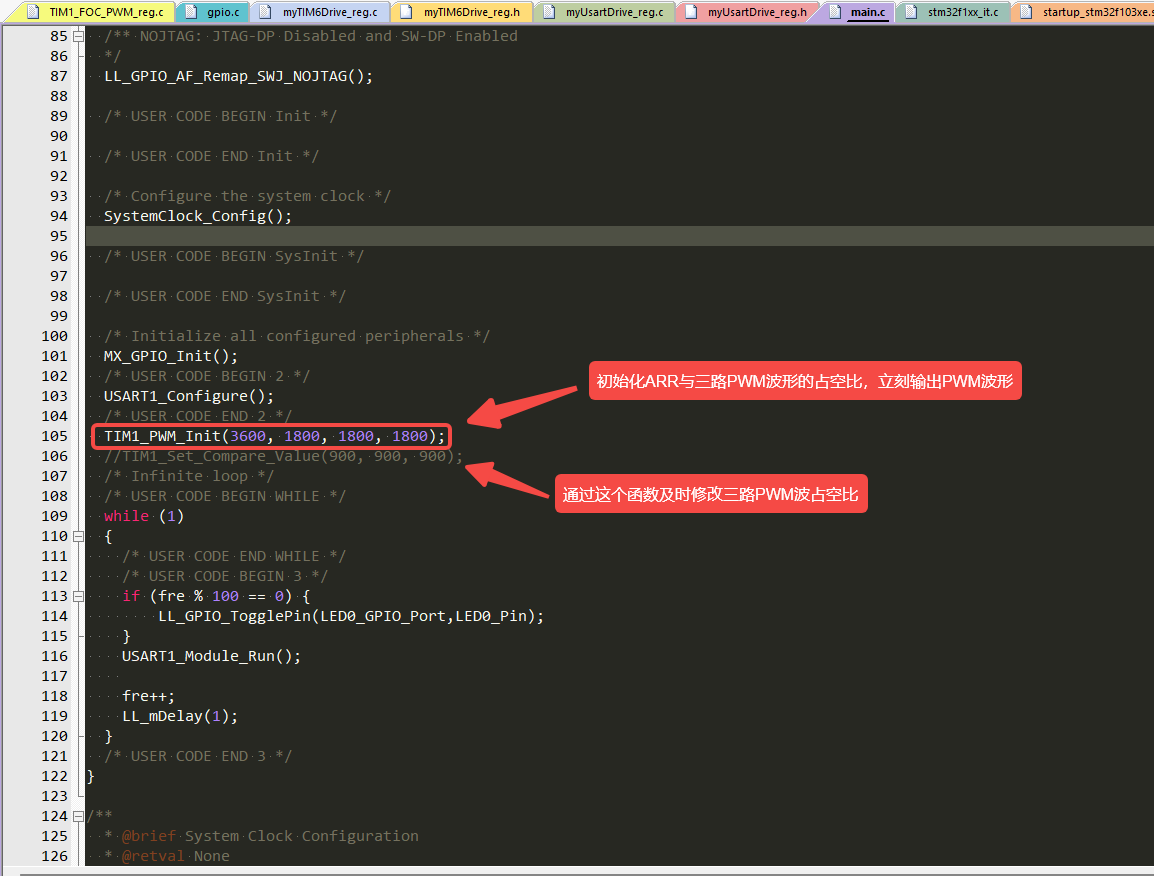 TIM1_FOC_PWM_reg.c gpio.c myTIM6Drive_reg.c myTIM6Drive_reg.h myUsartDrive_reg.c myUsartDrive_reg.h main.c stm32f1xx_it.c startup_stm32f103xe.s
85 /** NOJTAG: JTAG-DP Disabled and SW-DP Enabled
86 */
87 LL_GPIO_AF_Remap_SWJ_NOJTAG();
88
89 /* USER CODE BEGIN Init */
90
91 /* USER CODE END Init */
92
93 /* Configure the system clock */
94 SystemClock_Config();
95
96 /* USER CODE BEGIN SysInit */
97
98 /* USER CODE END SysInit */
99
100 /* Initialize all configured peripherals */
101 MX_GPIO_Init();
102 /* USER CODE BEGIN 2 */
初始化ARR与三路PWM波形的占空比，立刻输出PWM波形
103 USART1_Configure();
104 /* USER CODE END 2 */
105 TIM1_PWM_Init(3600, 1800, 1800, 1800);
106 //TIM1_Set_Compare_Value(900, 900, 900);
107 /* Infinite loop */
108 /* USER CODE BEGIN WHILE */
通过这个函数及时修改三路PWM波占空比
109 while (1)
110 {
111 /* USER CODE END WHILE */
112 /* USER CODE BEGIN 3 */
113 if (fre % 100 == 0) {
114 LL_GPIO_TogglePin(LED0_GPIO_Port,LED0_Pin);
115 }
116 USART1_Module_Run();
117
118 fre++;
119 LL_mDelay(1);
120 }
121 /* USER CODE END 3 */
122 }
123
124 /**
125 * @brief System Clock Configuration
126 * @retval None